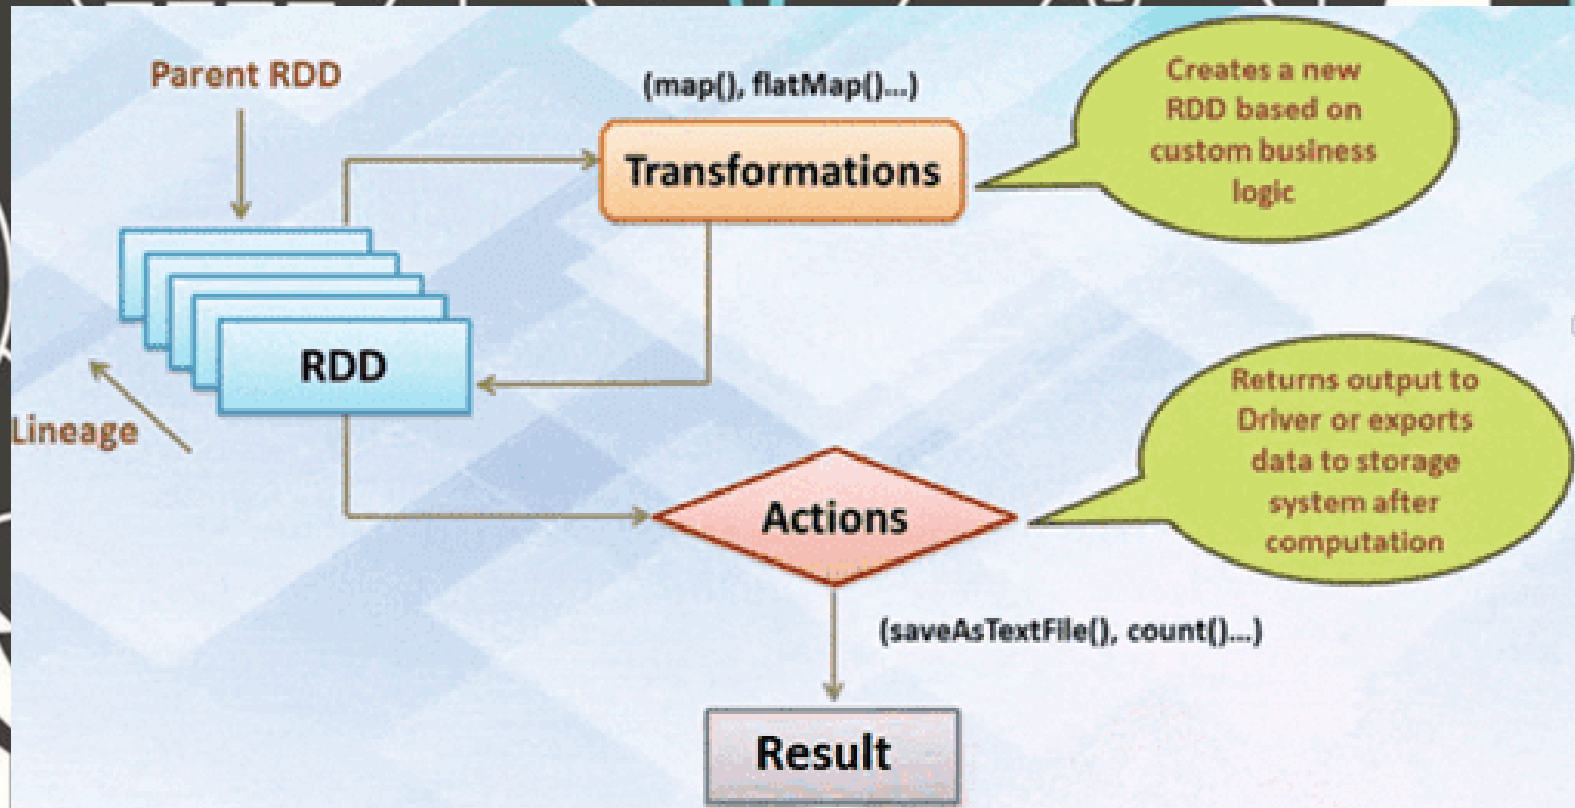 Parent RDD
(map(), flatMap()...)
Transformations
Creates a new
RDD based on
custom business
logic
RDD
Lineage
Returns output to
Driver or exports
data to storage
system after
computation
Actions
(saveAsTextFile(), count()...)
Result